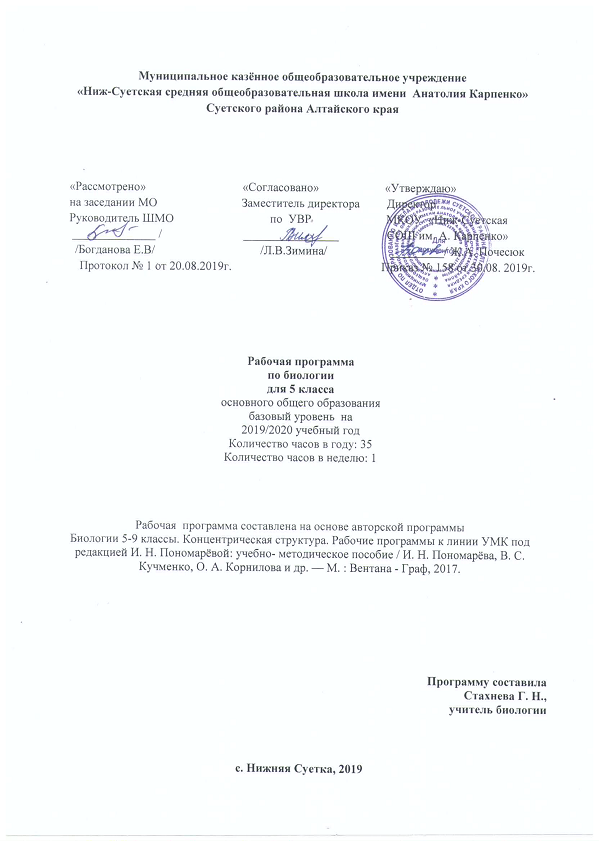 Муниципальное казённое общеобразовательное учреждение
«Ниж-Суетская средняя общеобразовательная школа имени Анатолия Карпенко»
Суетского района Алтайского края
«Рассмотрено» «Согласовано» «Утверждаю»
на заседании МО Заместитель директора Директор
Руководитель ШМО по УВР МКОУ «Ниж-Суетская
СОШ им. А. Карпенко»
/Богданова Е.В/ /Л.В.Зимина/ Ж.А. Почесюк
Протокол № 1 от 20.08.2019г. Приказ № 158 от 30.08. 2019г.
Рабочая программа
по биологии
для 5 класса
основного общего образования
базовый уровень на
2019/2020 учебный год
Количество часов в году: 35
Количество часов в неделю: 1
Рабочая программа составлена на основе авторской программы
Биологии 5-9 классы. Концентрическая структура. Рабочие программы к линии УМК под
редакцией И. Н. Пономарёвой: учебно- методическое пособие / И. Н. Пономарёва, В. С.
Кучменко, О. А. Корнилова и др. — М. : Вентана - Граф, 2017.
Программу составила
Стахнева Г. Н.,
учитель биологии
с. Нижняя Суетка, 2019